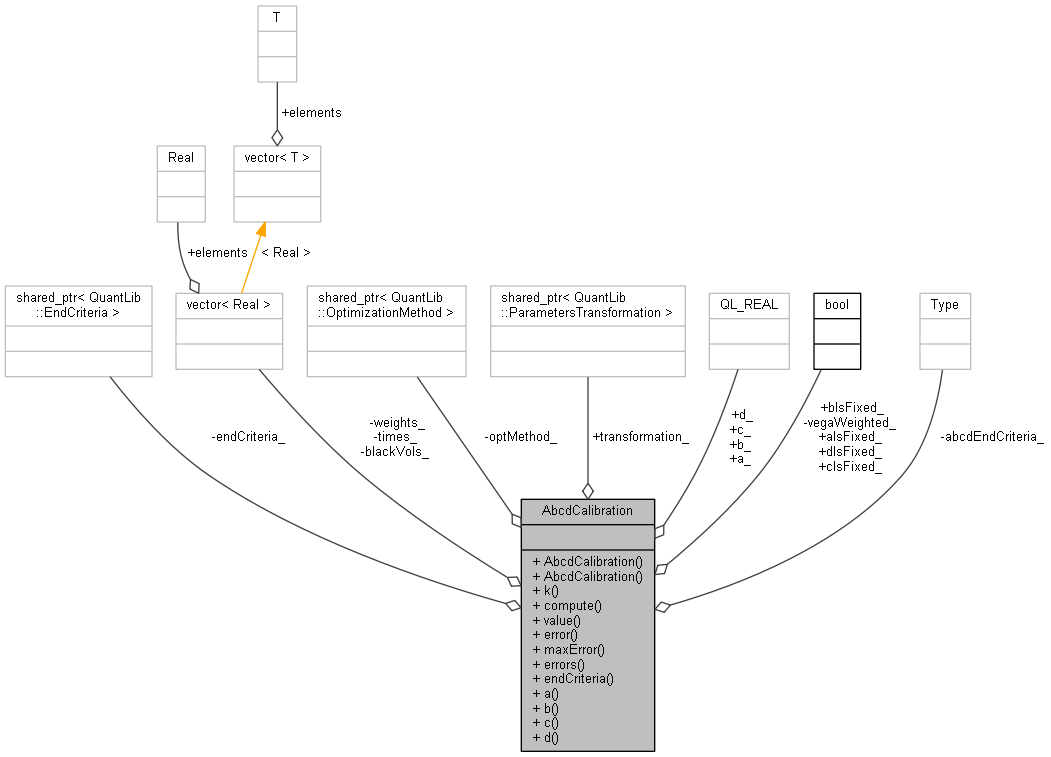 T
+elements
Real
vector< T >
+elements
< Real >
shared_ptr< QuantLib
::EndCriteria >
vector< Real >
shared_ptr< QuantLib
::OptimizationMethod >
shared_ptr< QuantLib
::ParametersTransformation >
QL_REAL
bool
Type
-endCriteria_
-weights_
-times_
-blackVols_
-optMethod_
+transformation_
+d_
+c_
+b_
+a_
+bIsFixed_
-vegaWeighted_
+aIsFixed_
+dIsFixed_
+cIsFixed_
-abcdEndCriteria_
AbcdCalibration
+ AbcdCalibration()
+ AbcdCalibration()
+ k()
+ compute()
+ value()
+ error()
+ maxError()
+ errors()
+ endCriteria()
+ a()
+ b()
+ c()
+ d()